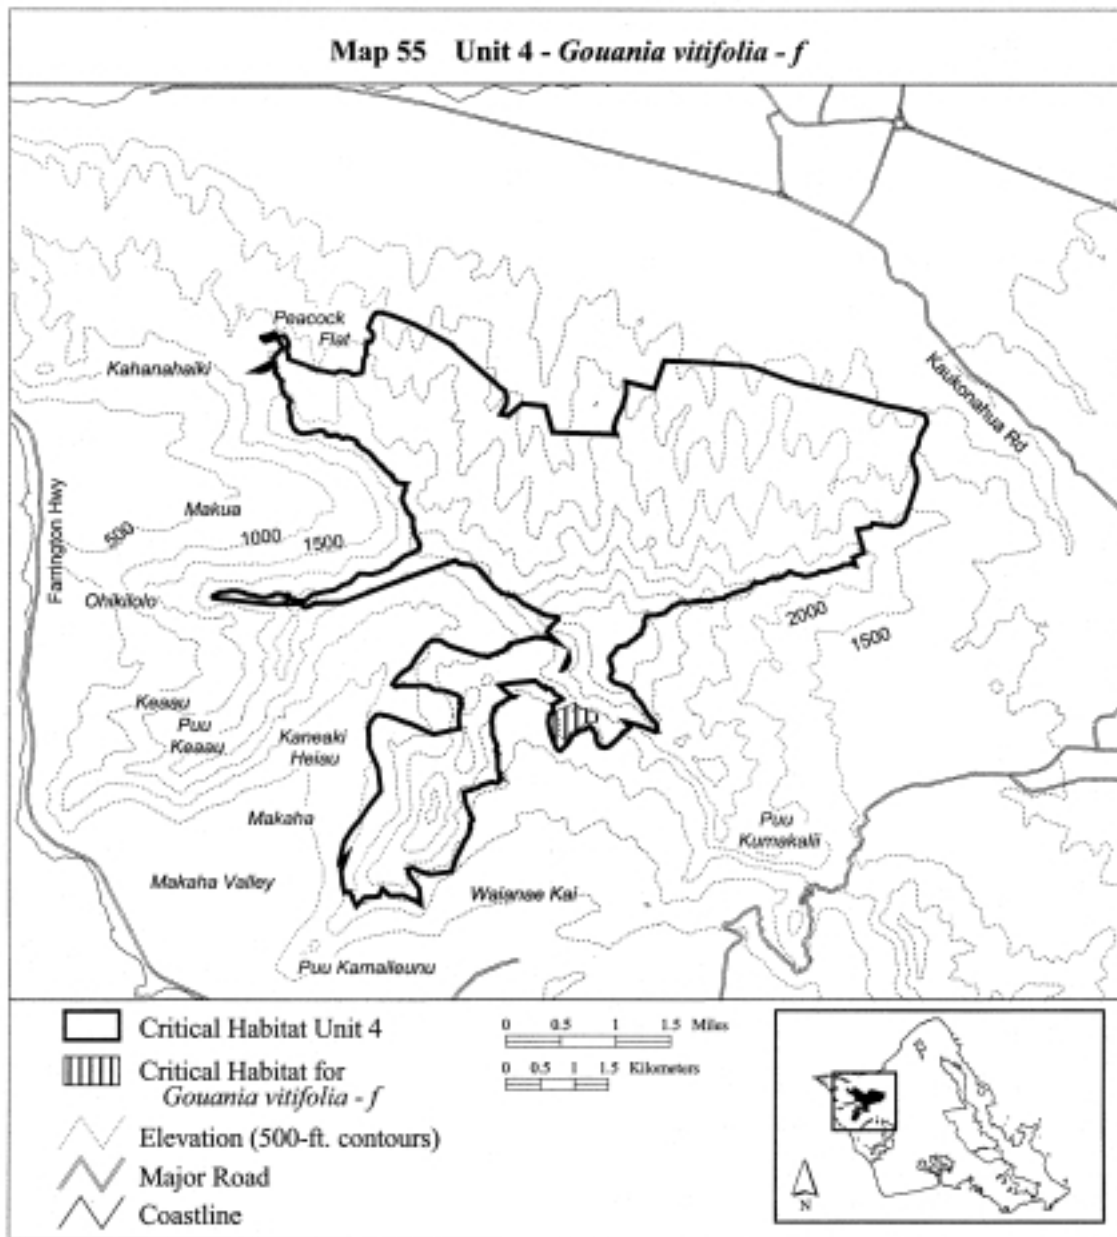 Map 55 Unit 4 - Gouania vitifolia - f
Peacock
Flat
Kahanahaiki
Kaukonahua Rd
Farrington Hwy
Makua
500
1000
1500
Ohikilolo
2000
1500
Keaau
Puu
Keaau
Kaneaki
Heiau
Makaha
Puu
Kumakalii
Makaha Valley
Waianae Kai
Puu Kamaileunu
Critical Habitat Unit 4
Critical Habitat for
Gouania vitifolia - f
Elevation (500-ft. contours)
Major Road
Coastline
0 0.5 1 1.5 Miles
0 0.5 1 1.5 Kilometers
N